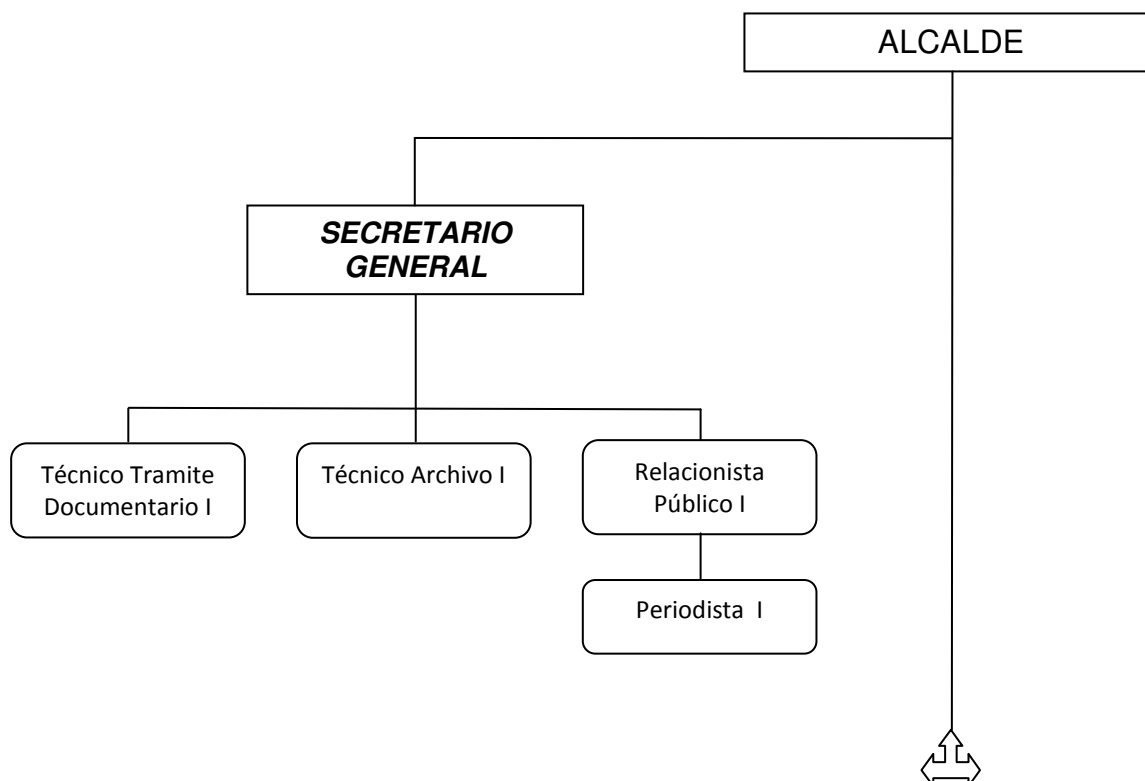 ALCALDE
SECRETARIO
GENERAL
Técnico Tramite
Documentario I
Técnico Archivo I
Relacionista
Público I
Periodista I